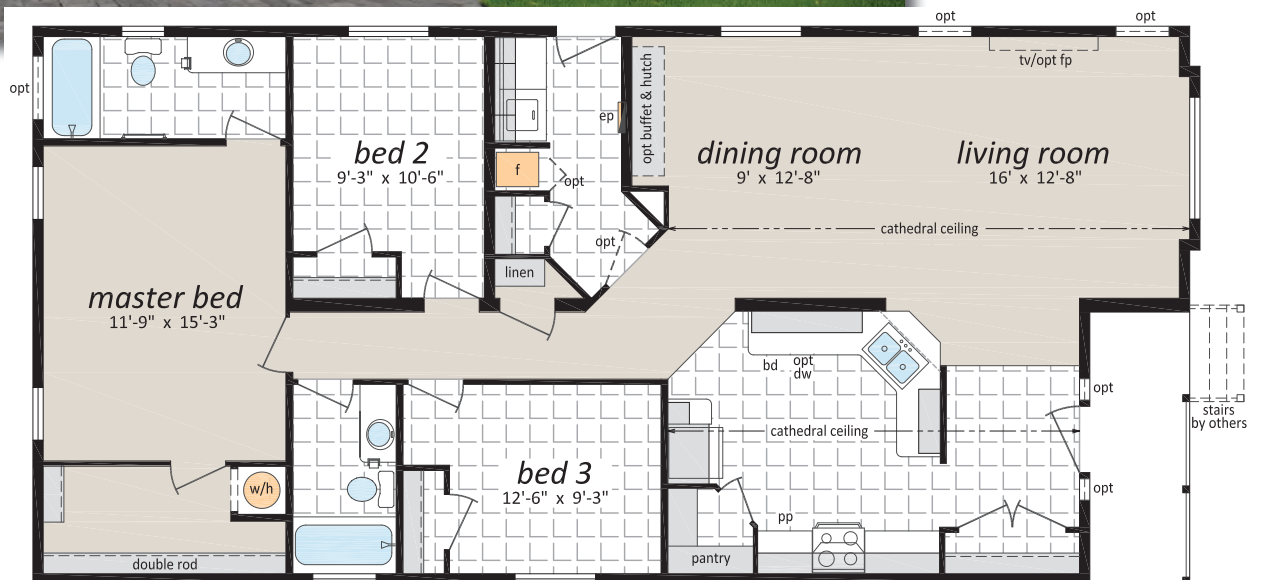 opt
opt
opt
tv/opt fp
opt buffet & hutch
ep
bed 2
9'-3" x 10'-6"
dining room
9' x 12'-8"
living room
16' x 12'-8"
f
opt
opt
cathedral ceiling
linen
master bed
11'-9" x 15'-3"
bd
opt
dw
opt
stairs
by others
cathedral ceiling
bed 3
12'-6" x 9'-3"
w/h
opt
pp
pantry
double rod